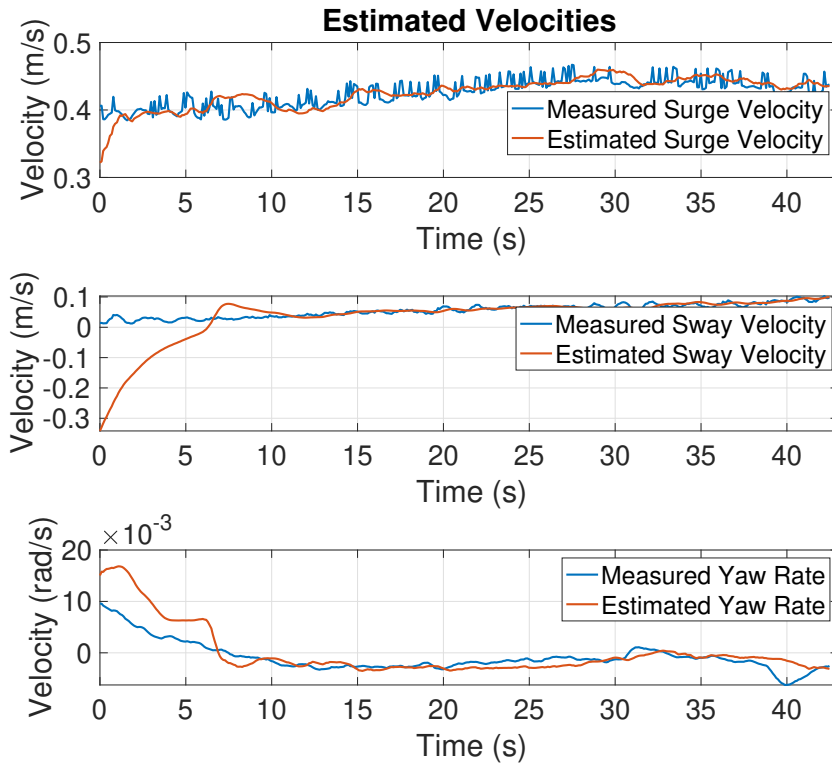 Estimated Velocities
Velocity (m/s)
0.5
0.4
0.3
Measured Surge Velocity
Estimated Surge Velocity
0 5 10 15 20 25 30 35 40
Time (s)
Velocity (m/s)
0.1
0
-0.1
-0.2
-0.3
Measured Sway Velocity
Estimated Sway Velocity
0 5 10 15 20 25 30 35 40
Time (s)
×10-3
Velocity (rad/s)
20
10
0
Measured Yaw Rate
Estimated Yaw Rate
0 5 10 15 20 25 30 35 40
Time (s)